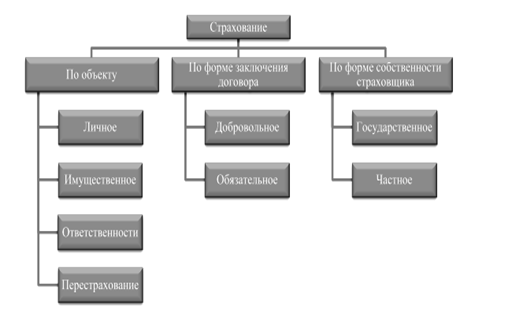 Страхование
По объекту
По форме заключения
договора
По форме собственности
страховщика
Личное
Добровольное
Государственное
Имущественное
Обязательное
Частное
Ответственности
Перестрахование